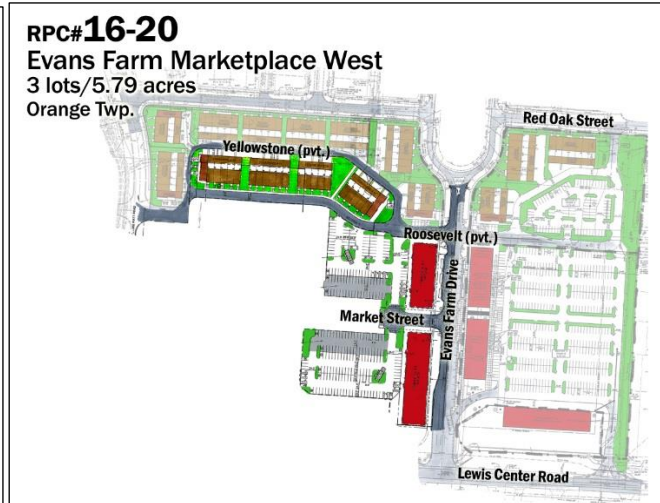 RPC#16-20
Evans Farm Marketplace West
3 lots/5.79 acres
Orange Twp.
Red Oak Street
Yellowstone (pvt.)
Roosevelt (pvt.)
Evans Farm Drive
Market Street
Lewis Center Road